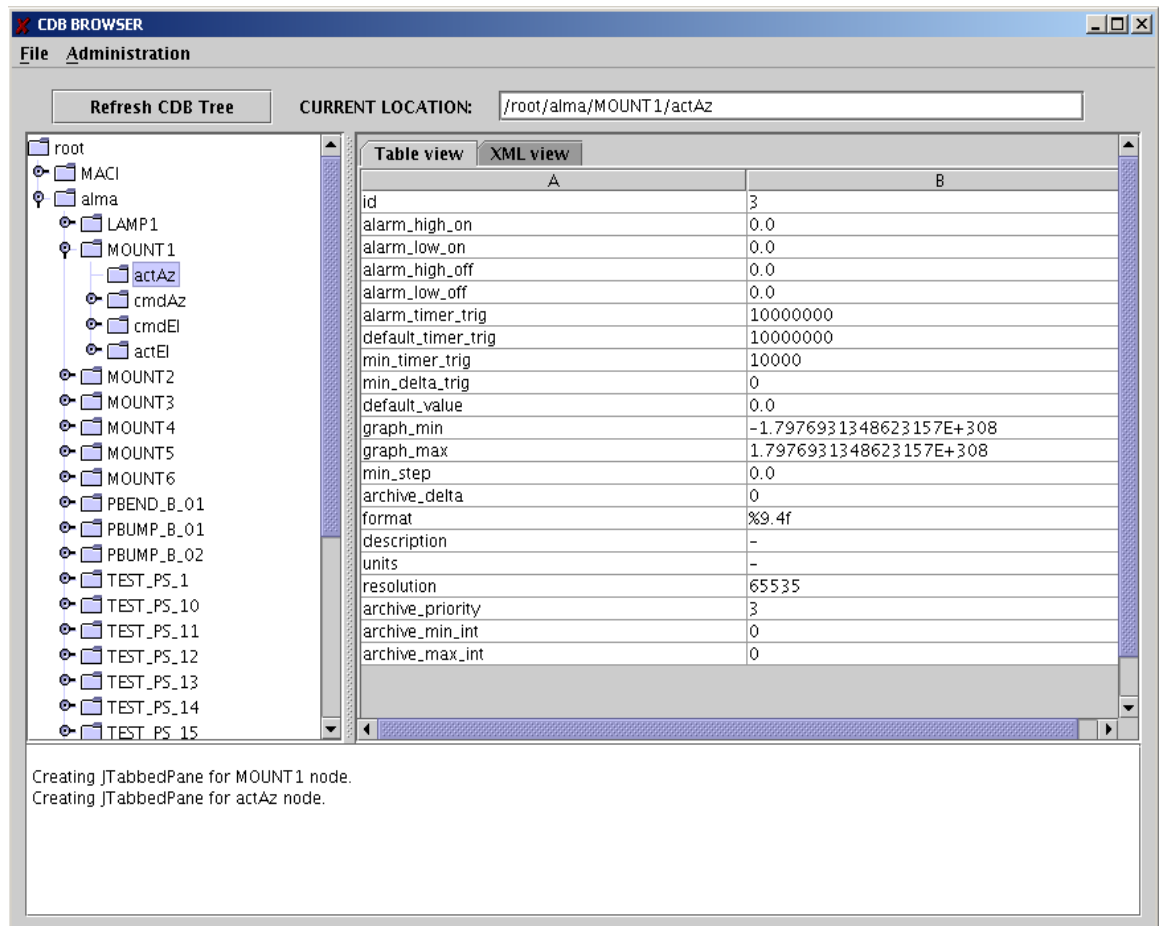 CDB BROWSER
File Administration
Refresh CDB Tree CURRENT LOCATION: /root/alma/MOUNT1/actAz
root
MACI
alma
LAMP1
MOUNT1
actAz
cmdAz
cmdEl
actEl
MOUNT2
MOUNT3
MOUNT4
MOUNT5
MOUNT6
PBEND_B_01
PBUMP_B_01
PBUMP_B_02
TEST_PS_1
TEST_PS_10
TEST_PS_11
TEST_PS_12
TEST_PS_13
TEST_PS_14
TEST_PS_15
Table view XML view
A B
id 3
alarm_high_on 0.0
alarm_low_on 0.0
alarm_high_off 0.0
alarm_low_off 0.0
alarm_timer_trig 10000000
default_timer_trig 10000000
min_timer_trig 10000
min_delta_trig 0
default_value 0.0
graph_min -1.7976931348623157E+308
graph_max 1.7976931348623157E+308
min_step 0.0
archive_delta 0
format %9.4f
description -
units -
resolution 65535
archive_priority 3
archive_min_int 0
archive_max_int 0
Creating JTabbedPane for MOUNT1 node.
Creating JTabbedPane for actAz node.